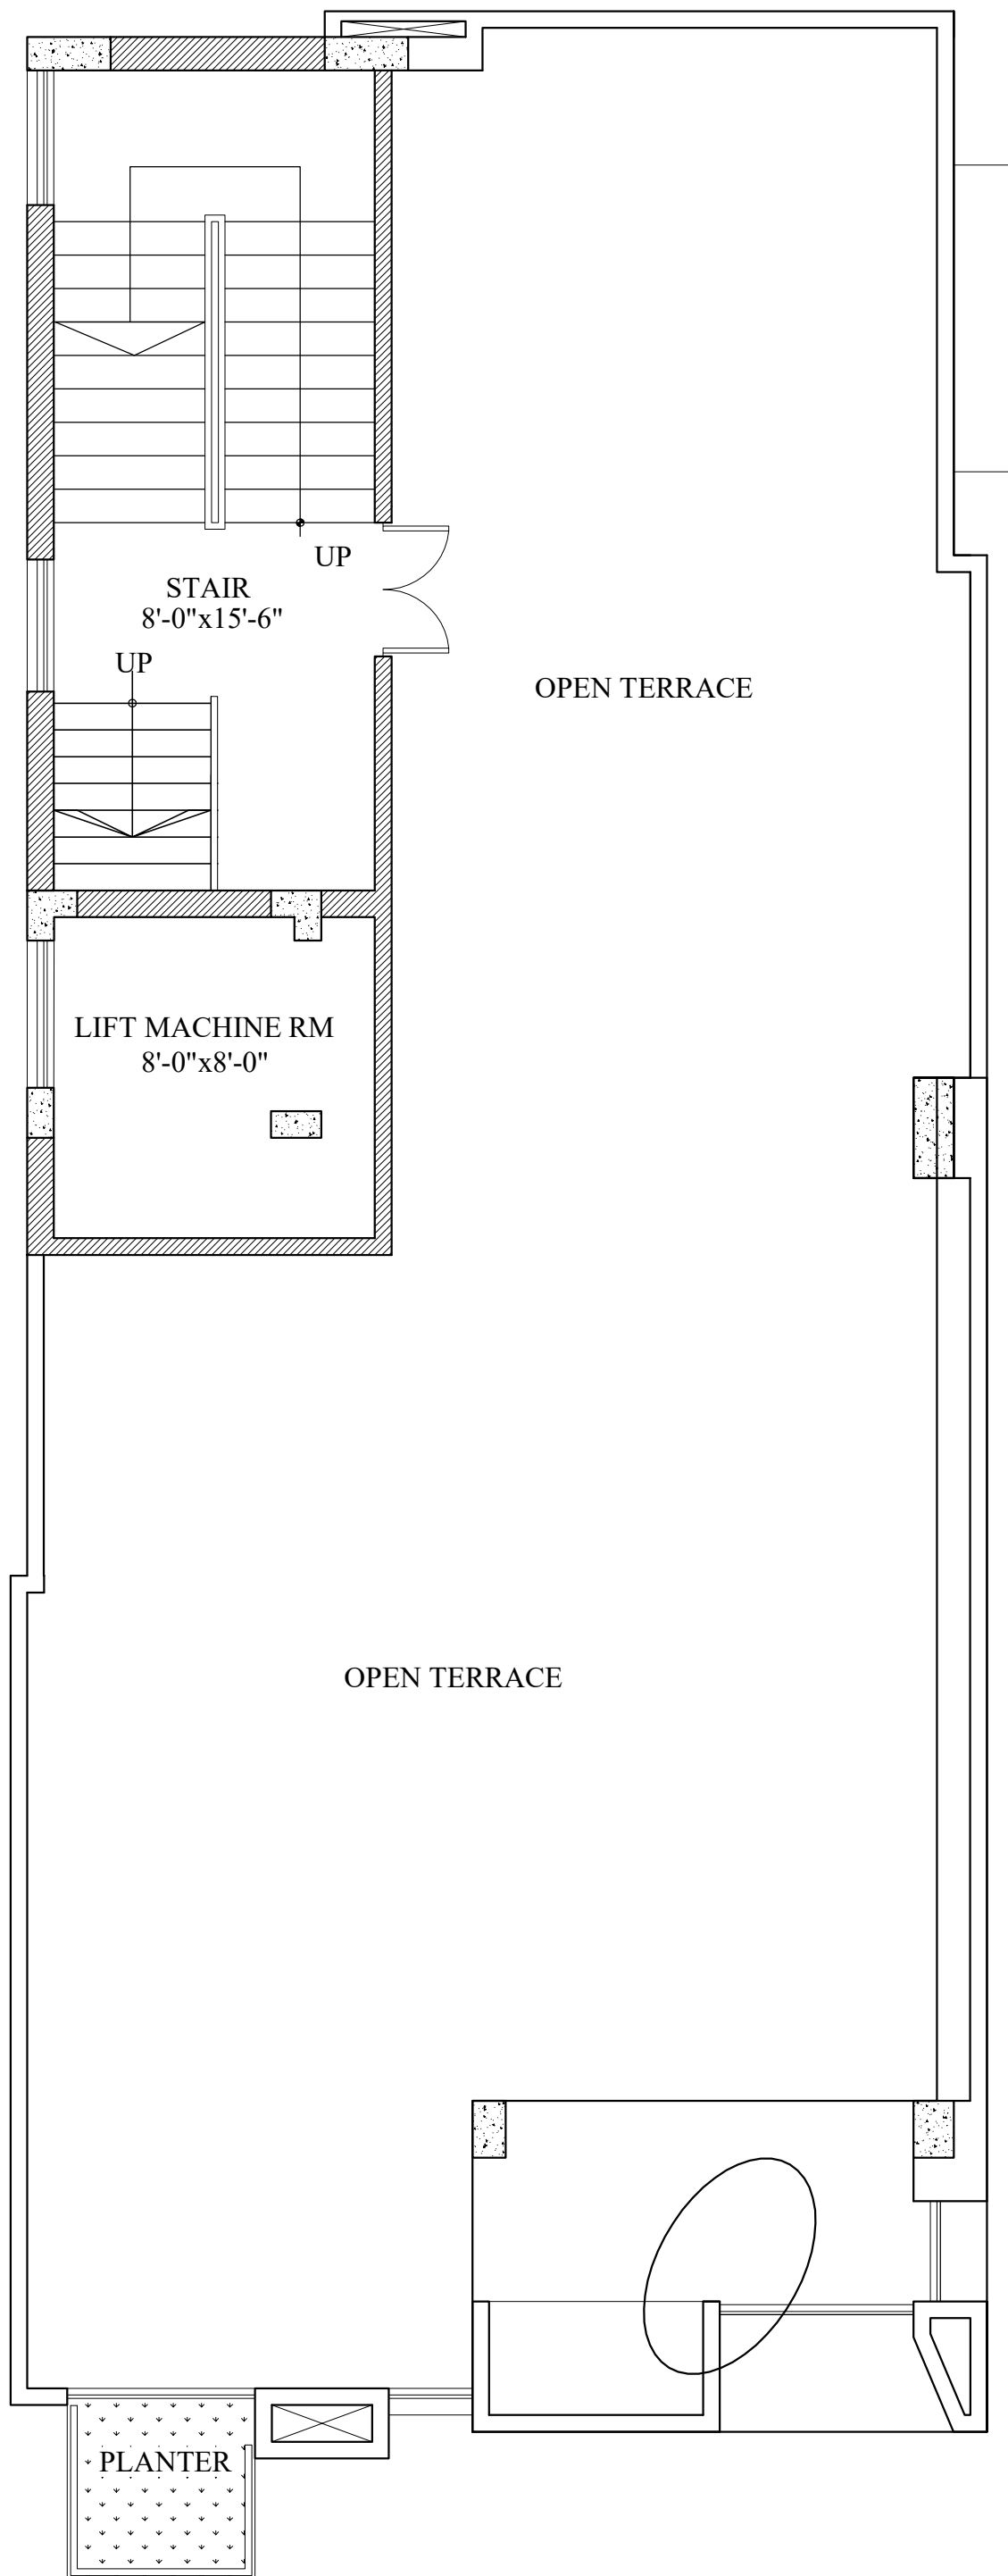 UP
STAIR
8'-0"x15'-6"
UP
OPEN TERRACE
LIFT MACHINE RM
8'-0"x8'-0"
OPEN TERRACE
PLANTER